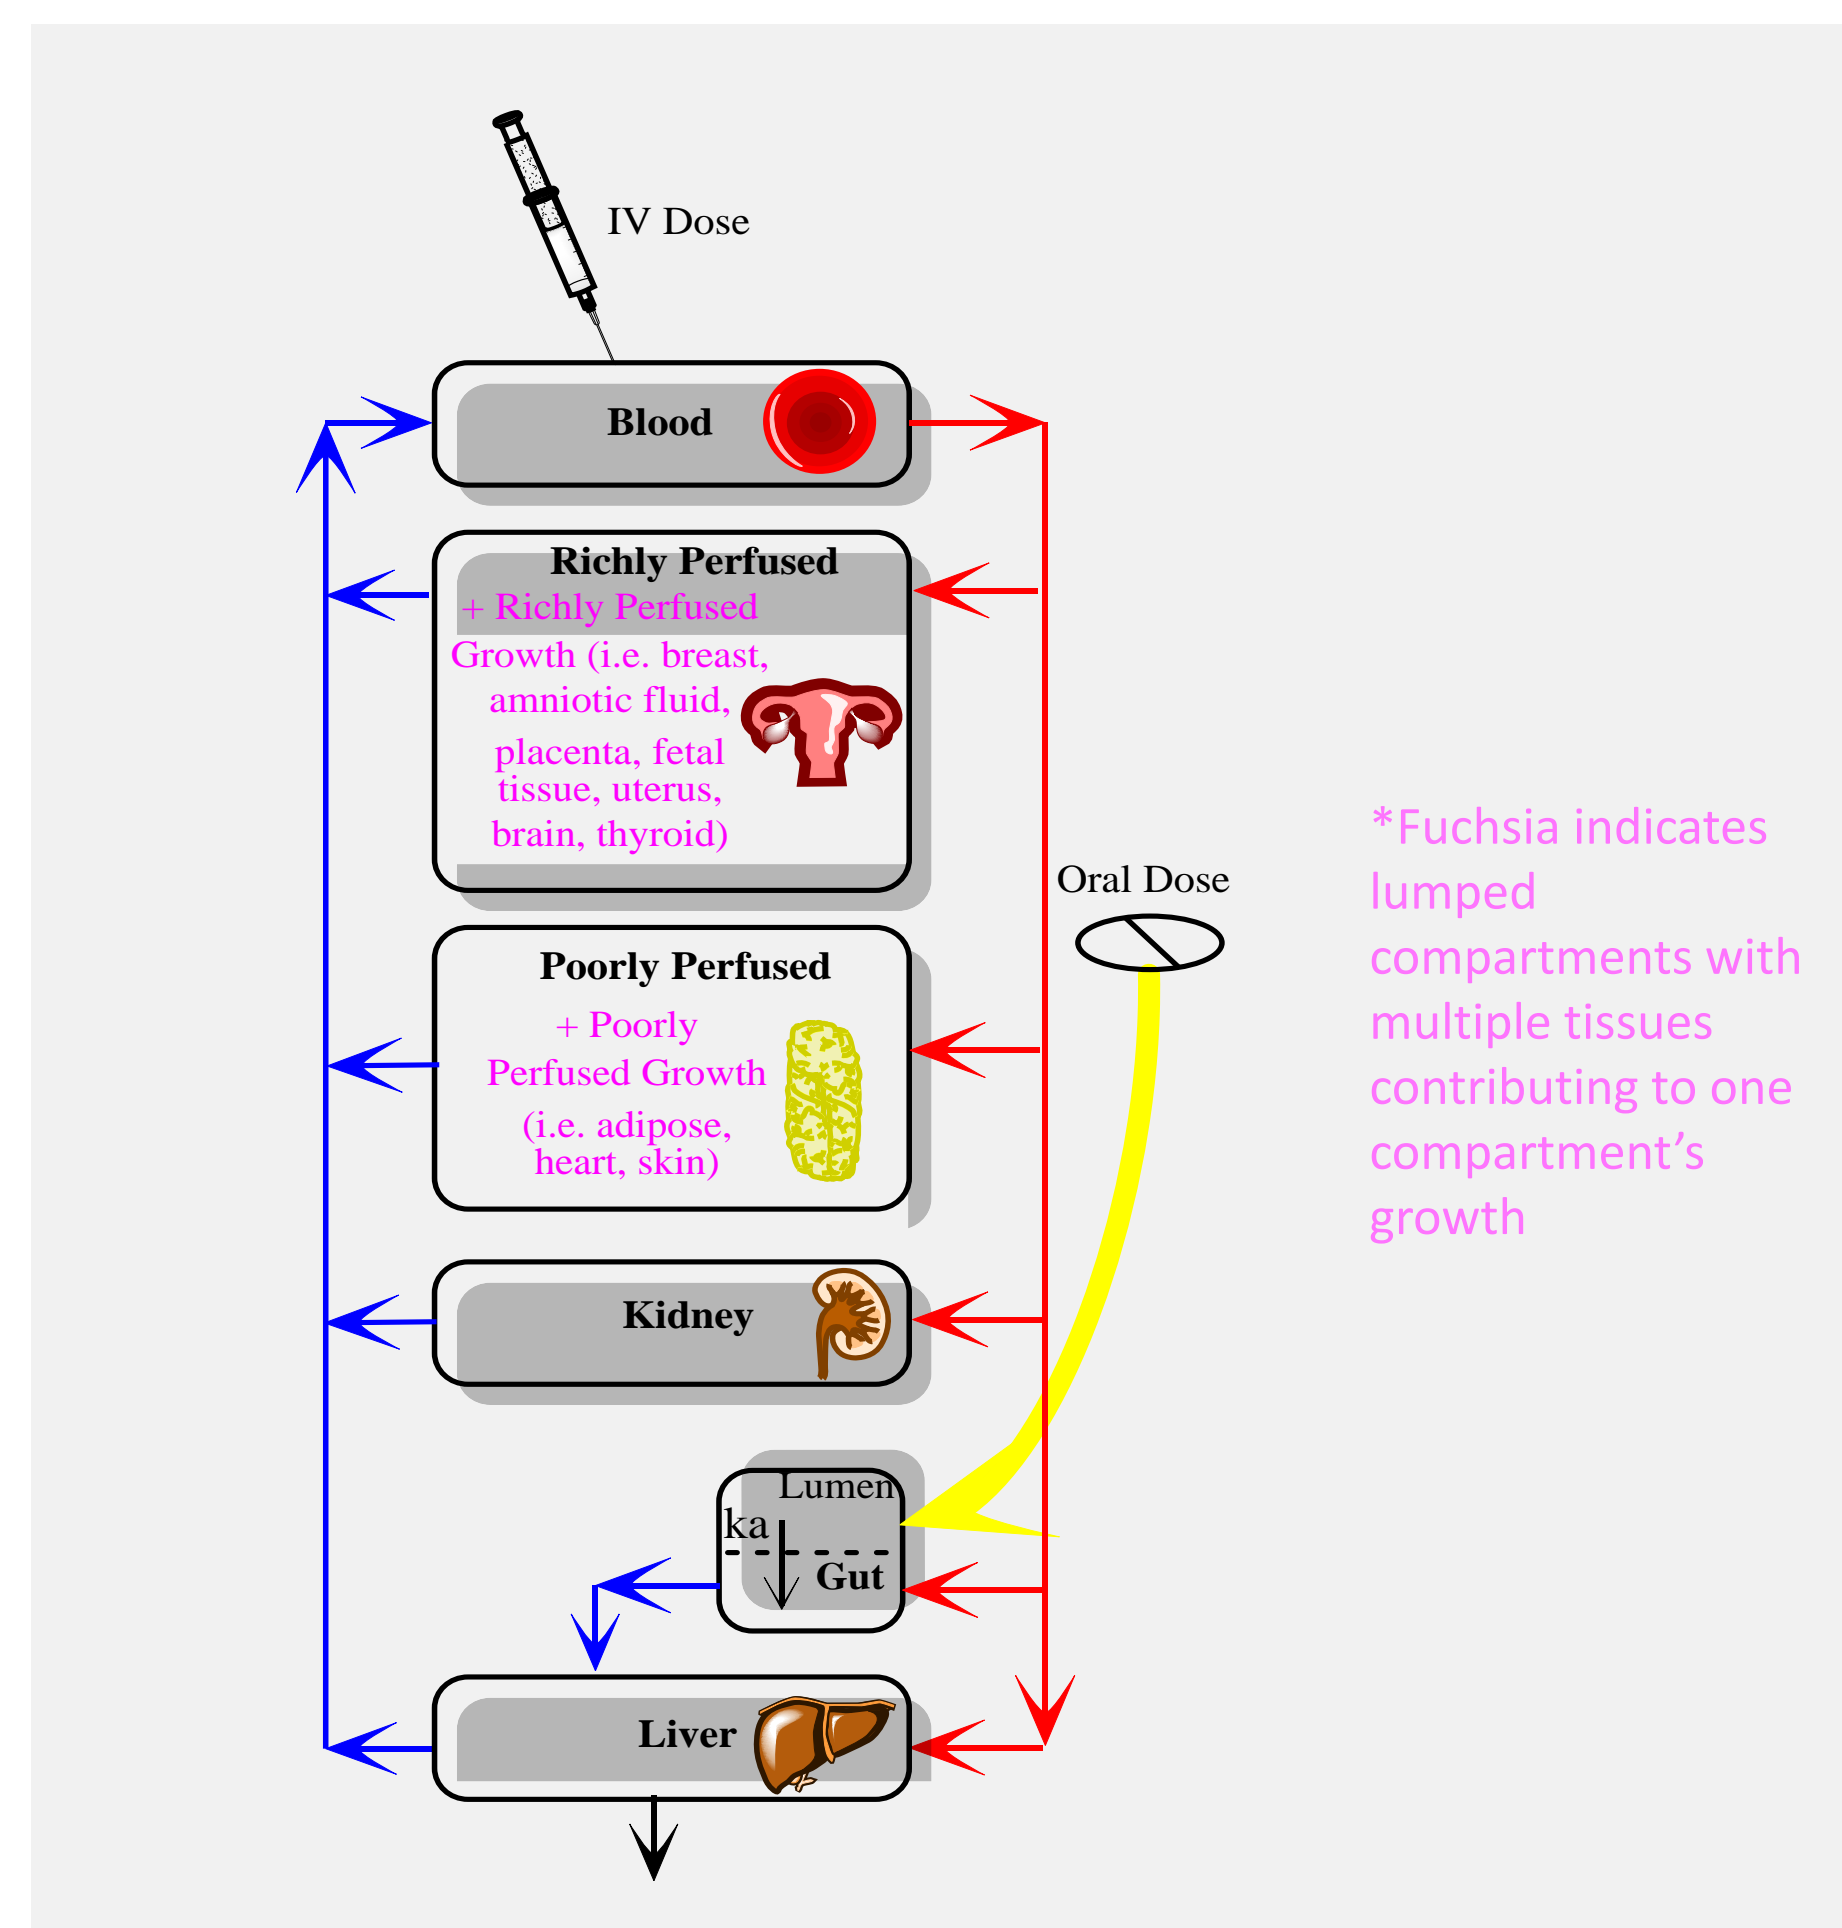 IV Dose
Blood
Richly Perfused
+ Richly Perfused
Growth (i.e. breast,
amniotic fluid,
placenta, fetal
tissue, uterus,
brain, thyroid)
Poorly Perfused
+ Poorly
Perfused Growth
(i.e. adipose,
heart, skin)
Kidney
Oral Dose
Lumen
ka
Gut
Liver
*Fuchsia indicates
lumped
compartments with
multiple tissues
contributing to one
compartment’s
growth